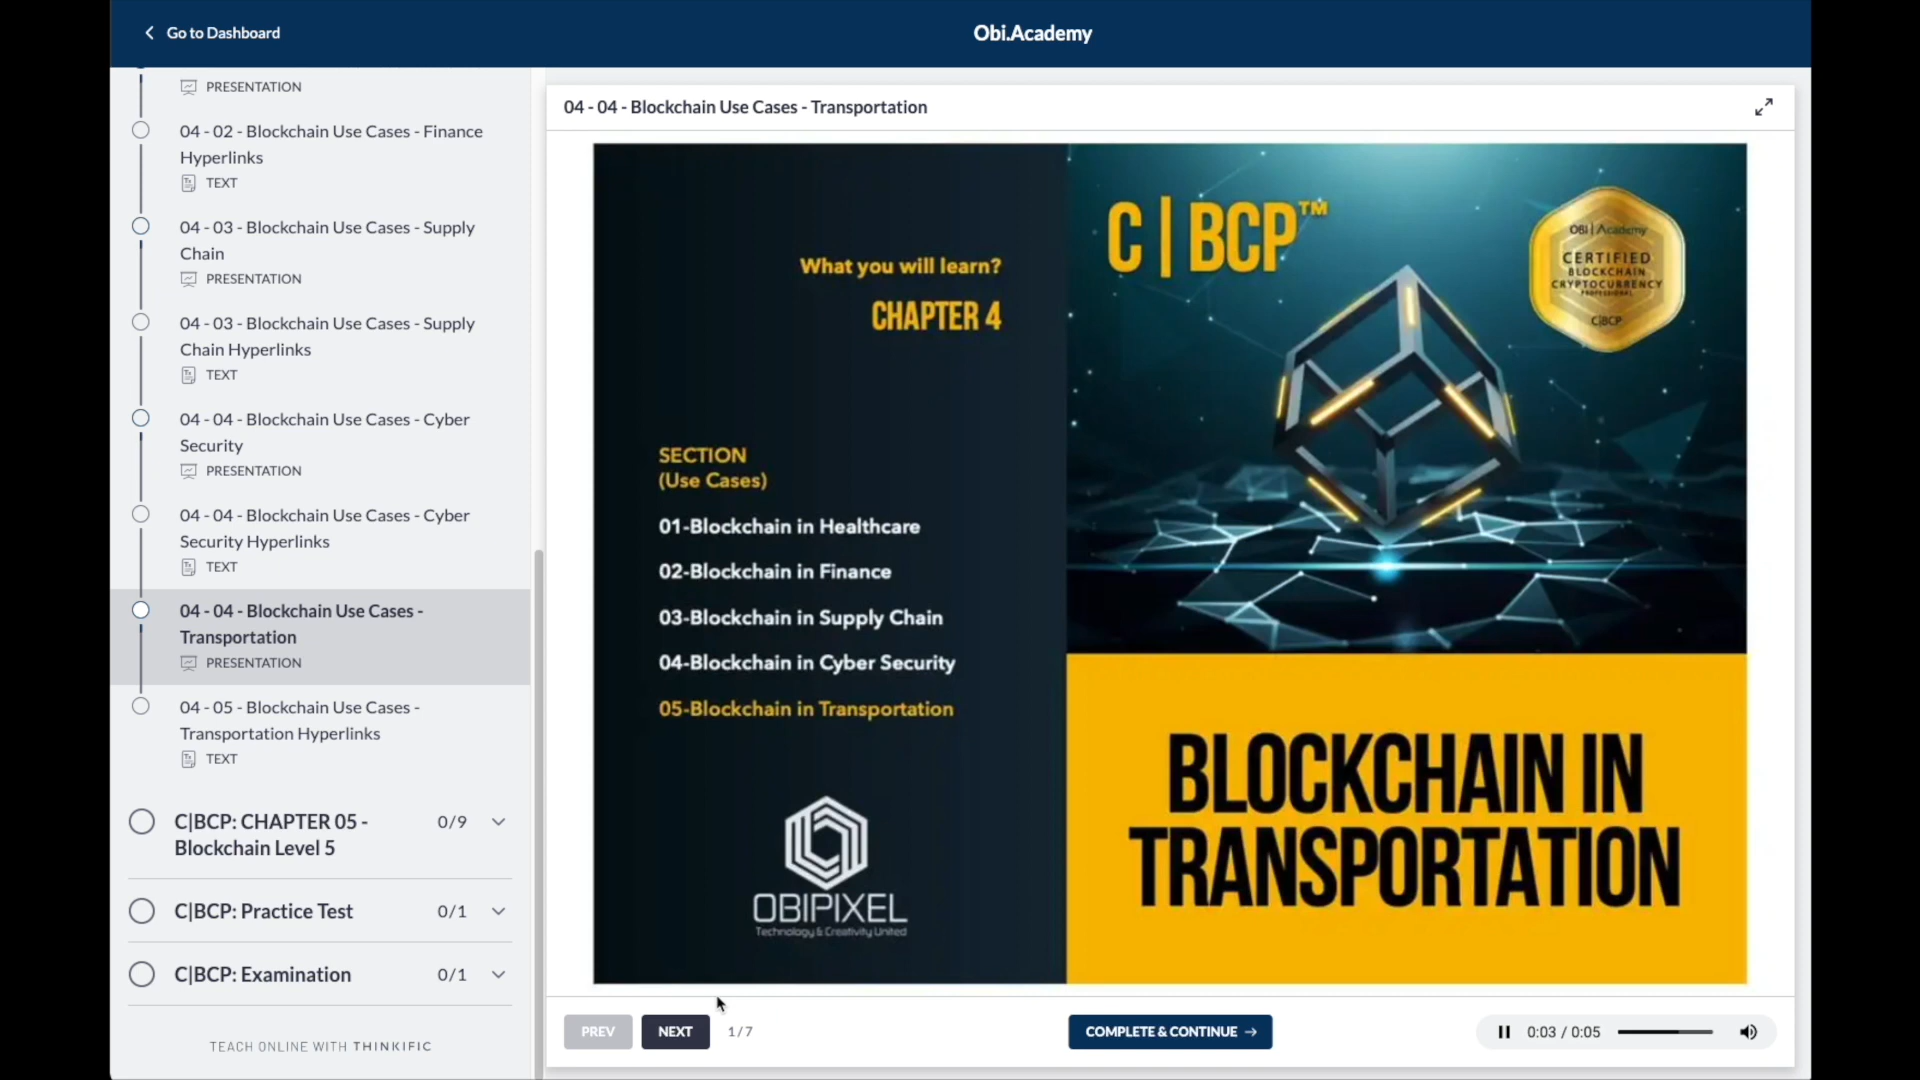 Go to Dashboard
Obi.Academy
PRESENTATION
04 - 02 - Blockchain Use Cases - Finance
Hyperlinks
TEXT
04 - 03 - Blockchain Use Cases - Supply
Chain
PRESENTATION
04 - 03 - Blockchain Use Cases - Supply
Chain Hyperlinks
TEXT
04 - 04 - Blockchain Use Cases - Cyber
Security
PRESENTATION
04 - 04 - Blockchain Use Cases - Cyber
Security Hyperlinks
TEXT
04 - 04 - Blockchain Use Cases -
Transportation
PRESENTATION
04 - 05 - Blockchain Use Cases -
Transportation Hyperlinks
TEXT
C|BCP: CHAPTER 05 -
Blockchain Level 5
0/9
C|BCP: Practice Test
0/1
C|BCP: Examination
0/1
TEACH ONLINE WITH THINKIFIC
04 - 04 - Blockchain Use Cases - Transportation
What you will learn?
CHAPTER 4
SECTION
(Use Cases)
01-Blockchain in Healthcare
02-Blockchain in Finance
03-Blockchain in Supply Chain
04-Blockchain in Cyber Security
05-Blockchain in Transportation
OBIPIXEL
Technology & Creativity United
C|BCP™
OBI | Academy
CERTIFIED
BLOCKCHAIN
CRYPTOCURRENCY
PROFESSIONAL
C|BCP
BLOCKCHAIN IN
TRANSPORTATION
PREV
NEXT
1 / 7
COMPLETE & CONTINUE →
0:03 / 0:05